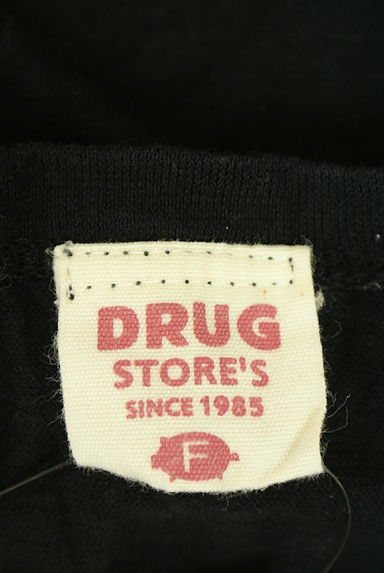 DRUG
STORE'S
SINCE 1985
F